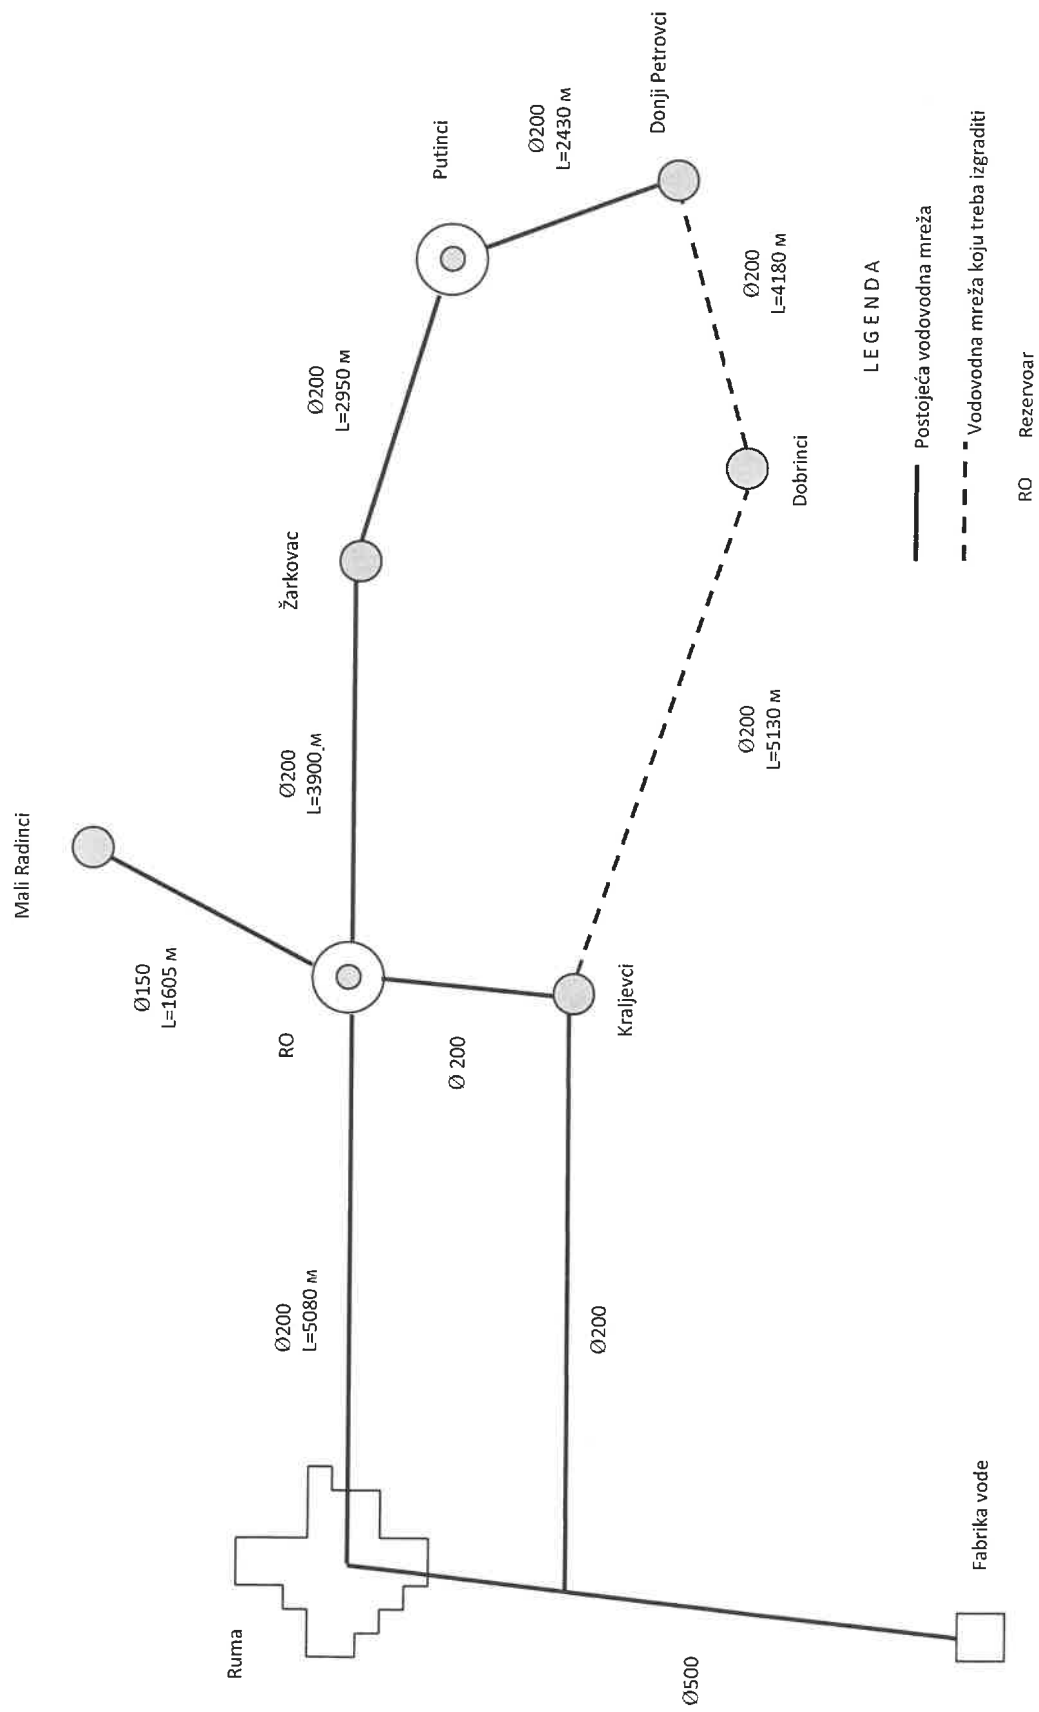 Mali Radinci
Ø150
L=1605 м
RO
Ø200
L=3900 м
Žarkovac
Ø200
L=2950 м
Putinci
Ø200
L=2430 м
Donji Petrovci
Ø200
L=4180 м
Dobrinci
Ø200
L=5130 м
Kraljevci
Ø 200
Ø200
L=5080 м
Ø200
Ruma
Ø500
Fabrika vode
LEGENDA
Postojeća vodovodna mreža
Vodovodna mreža koju treba izgraditi
RO Rezervoar